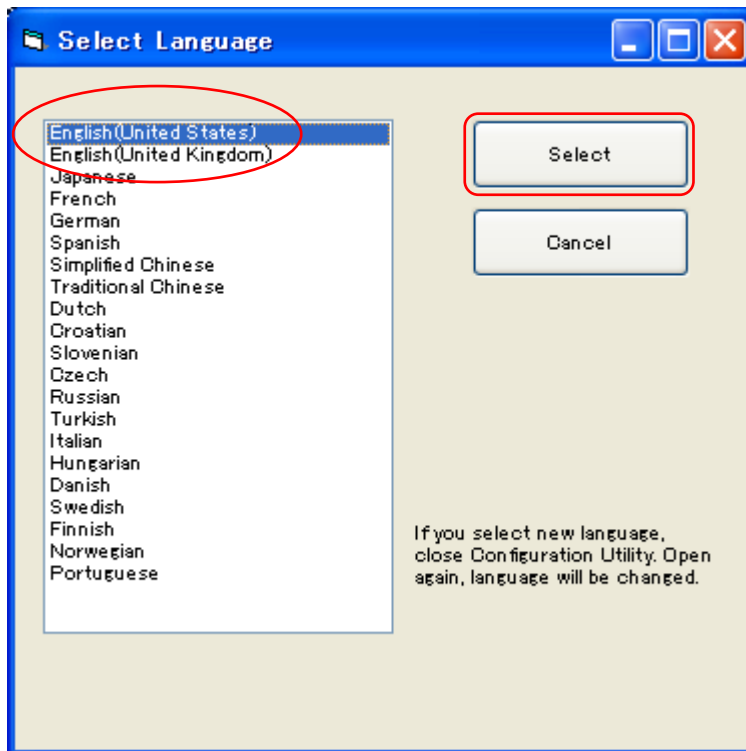 Select Language
English(United States)
English(United Kingdom)
Japanese
French
German
Spanish
Simplified Chinese
Traditional Chinese
Dutch
Croatian
Slovenian
Czech
Russian
Turkish
Italian
Hungarian
Danish
Swedish
Finnish
Norwegian
Portuguese
Select
Cancel
If you select new language,
close Configuration Utility. Open
again, language will be changed.